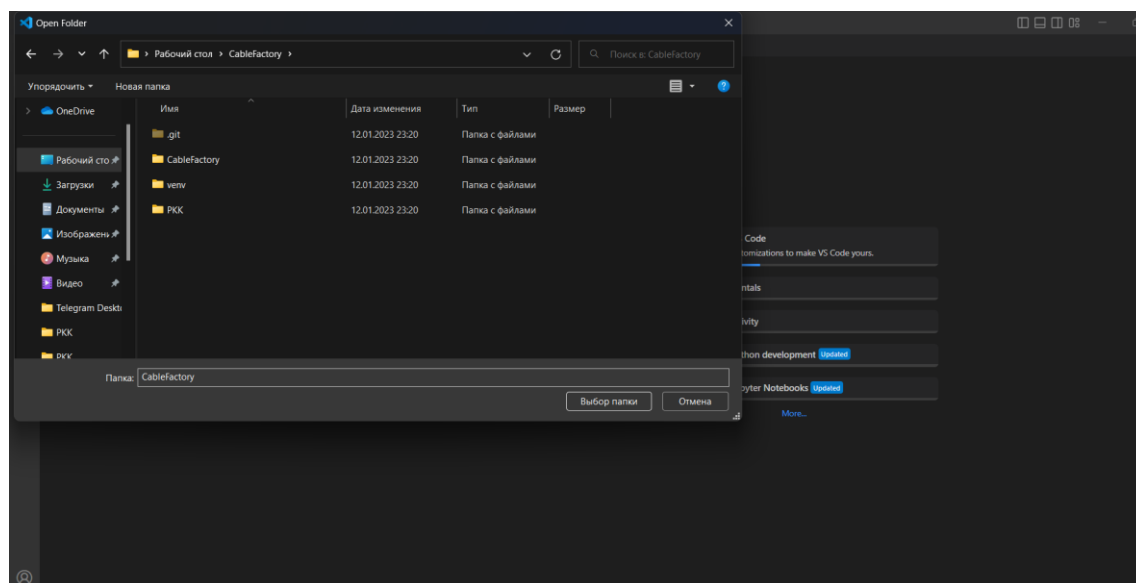 Open Folder
Рабочий стол > CableFactory >
Поиск в: CableFactory
Упорядочить
Новая папка
Имя
Дата изменения
Тип
Размер
OneDrive
Рабочий сто
Загрузки
Документы
Изображени
Музыка
Видео
Telegram Deskt
РКК
РКК
.git 12.01.2023 23:20 Папка с файлами
CableFactory 12.01.2023 23:20 Папка с файлами
venv 12.01.2023 23:20 Папка с файлами
РКК 12.01.2023 23:20 Папка с файлами
Папка: CableFactory
Выбор папки
Отмена
Code
tomizations to make VS Code yours.
ntals
ivity
thon development Updated
pyter Notebooks Updated
More...